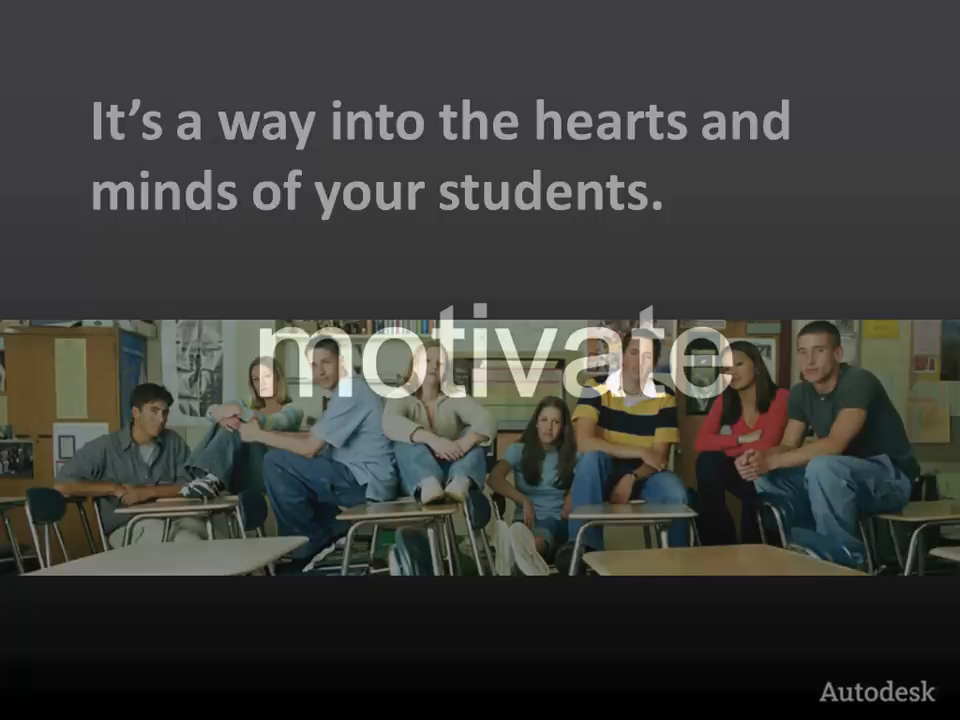 It’s a way into the hearts and
minds of your students.
motivate
Autodesk